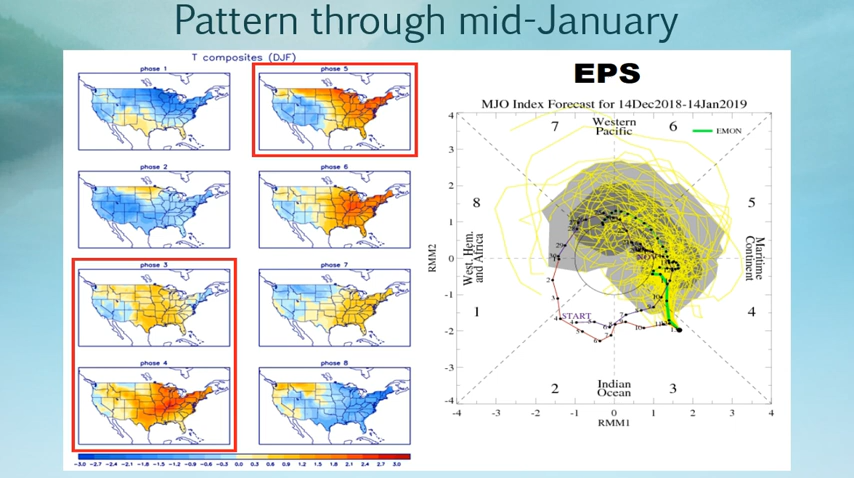 Pattern through mid-January
T composites (DJF)
phase 1
phase 5
phase 2
phase 6
phase 3
phase 7
phase 4
phase 8
-3.0 -2.7 -2.4 -2.1 -1.8 -1.5 -1.2 -0.9 -0.6 -0.3 0.0 0.3 0.6 0.9 1.2 1.5 1.8 2.1 2.4 2.7 3.0
EPS
MJO Index Forecast for 14Dec2018-14Jan2019
7 Western Pacific 6
EMON
8
5
West. Hem. and Africa
Maritime Continent
NOV
1
START
4
2 Indian Ocean 3
RMM2
4
3
2
1
0
-1
-2
-3
-4
-4 -3 -2 -1 0 1 2 3 4
RMM1